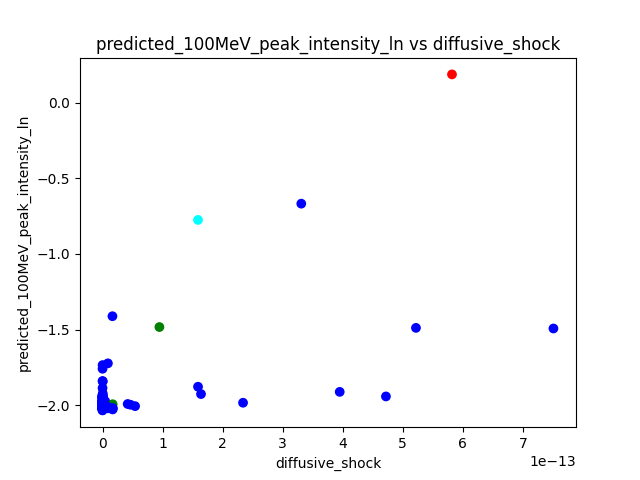 predicted_100MeV_peak_intensity_ln vs diffusive_shock
predicted_100MeV_peak_intensity_ln
0.0
−0.5
−1.0
−1.5
−2.0
0 1 2 3 4 5 6 7
1e−13
diffusive_shock